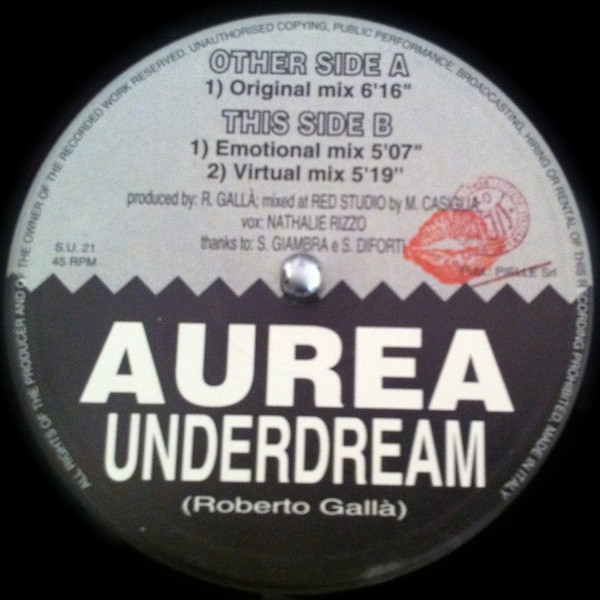 ALL RIGHTS OF THE PRODUCER AND OF THE OWNER OF THE RECORDED WORK RESERVED. UNAUTHORISED COPYING, PUBLIC PERFORMANCE, BROADCASTING, HIRING OR RENTAL OF THIS RECORDING PROHIBITED. MADE IN ITALY
OTHER SIDE A
1) Original mix 6'16"
THIS SIDE B
1) Emotional mix 5'07"
2) Virtual mix 5'19"
produced by: R. GALLÀ; mixed at RED STUDIO by M. CASIGLIA
vox: NATHALIE RIZZO
thanks to: S. GIAMBRA e S. DIFORTI
S.U. 21
45 RPM
Publ. PIELLE Srl
AUREA
UNDERDREAM
(Roberto Gallà)